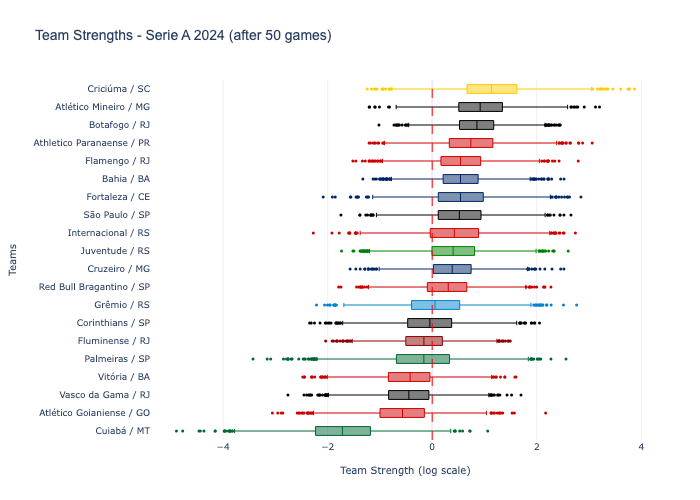 Team Strengths - Serie A 2024 (after 50 games)
Criciúma / SC
Atlético Mineiro / MG
Botafogo / RJ
Athletico Paranaense / PR
Flamengo / RJ
Bahia / BA
Fortaleza / CE
São Paulo / SP
Internacional / RS
Juventude / RS
Cruzeiro / MG
Red Bull Bragantino / SP
Grêmio / RS
Corinthians / SP
Fluminense / RJ
Palmeiras / SP
Vitória / BA
Vasco da Gama / RJ
Atlético Goianiense / GO
Cuiabá / MT
Teams
−4 −2 0 2 4
Team Strength (log scale)